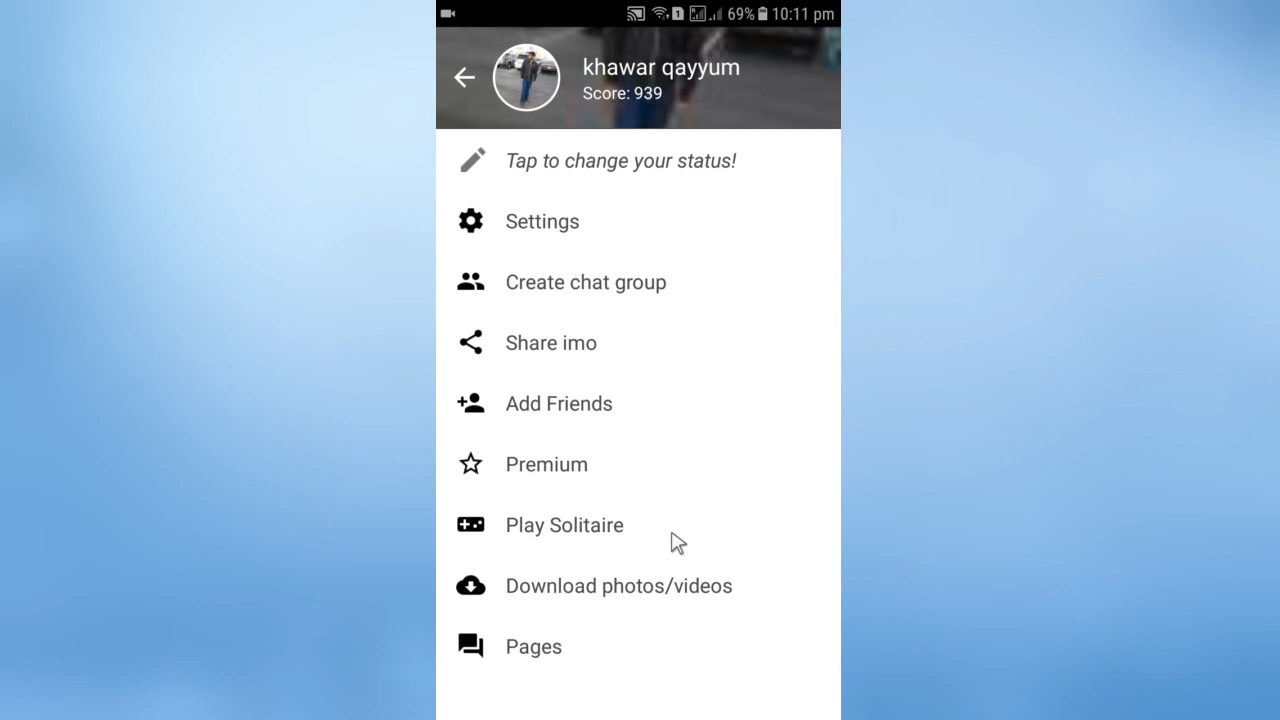 69% 10:11 pm
khawar qayyum
Score: 939
Tap to change your status!
Settings
Create chat group
Share imo
Add Friends
Premium
Play Solitaire
Download photos/videos
Pages